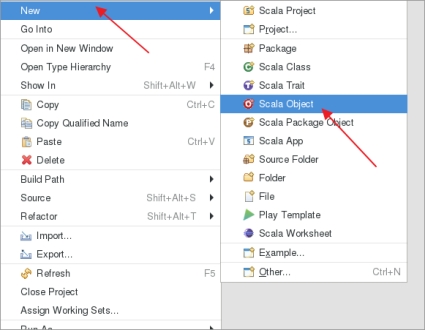 New
Go Into
Open in New Window
Open Type Hierarchy F4
Show In Shift+Alt+W
Copy Ctrl+C
Copy Qualified Name
Paste Ctrl+V
Delete
Build Path
Source Shift+Alt+S
Refactor Shift+Alt+T
Import...
Export...
Refresh F5
Close Project
Assign Working Sets...
Run As
Scala Project
Project...
Package
Scala Class
Scala Trait
Scala Object
Scala Package Object
Scala App
Source Folder
Folder
File
Play Template
Scala Worksheet
Example...
Other... Ctrl+N